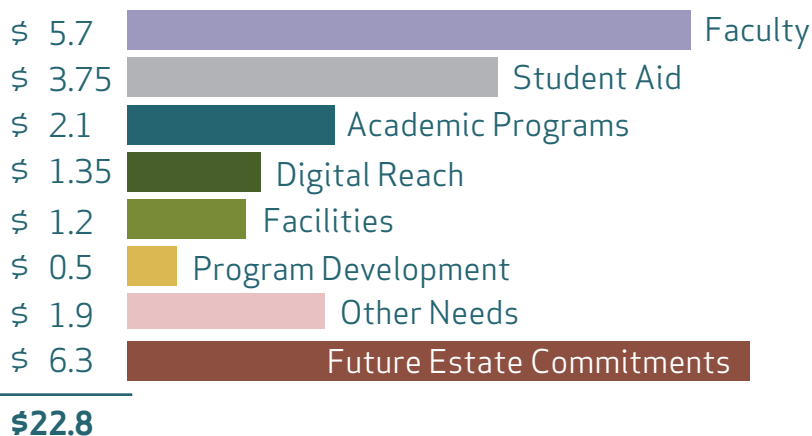 $ 5.7 Faculty
$ 3.75 Student Aid
$ 2.1 Academic Programs
$ 1.35 Digital Reach
$ 1.2 Facilities
$ 0.5 Program Development
$ 1.9 Other Needs
$ 6.3 Future Estate Commitments
$22.8